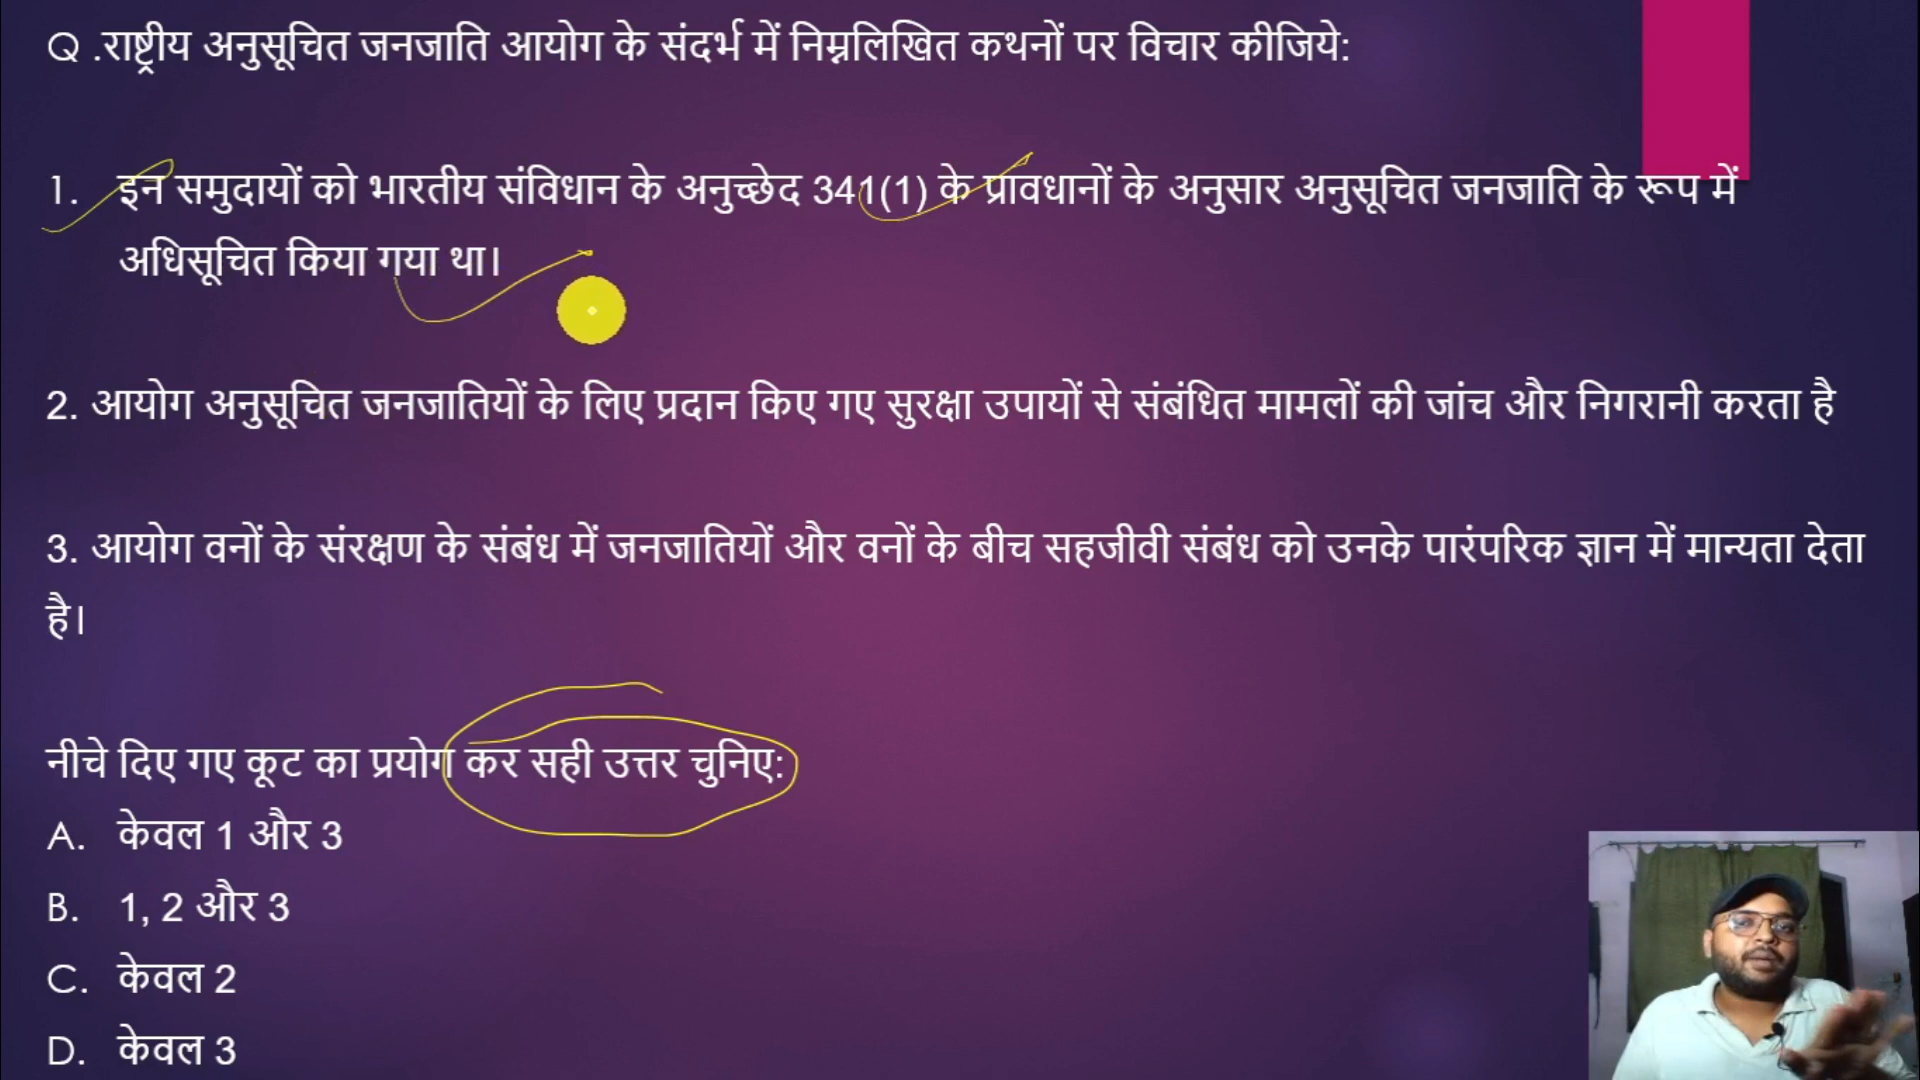 Q .राष्ट्रीय अनुसूचित जनजाति आयोग के संदर्भ में निम्नलिखित कथनों पर विचार कीजिये:
1. इन समुदायों को भारतीय संविधान के अनुच्छेद 341(1) के प्रावधानों के अनुसार अनुसूचित जनजाति के रूप में
अधिसूचित किया गया था।
2. आयोग अनुसूचित जनजातियों के लिए प्रदान किए गए सुरक्षा उपायों से संबंधित मामलों की जांच और निगरानी करता है
3. आयोग वनों के संरक्षण के संबंध में जनजातियों और वनों के बीच सहजीवी संबंध को उनके पारंपरिक ज्ञान में मान्यता देता
है।
नीचे दिए गए कूट का प्रयोग कर सही उत्तर चुनिए:
A. केवल 1 और 3
B. 1, 2 और 3
C. केवल 2
D. केवल 3